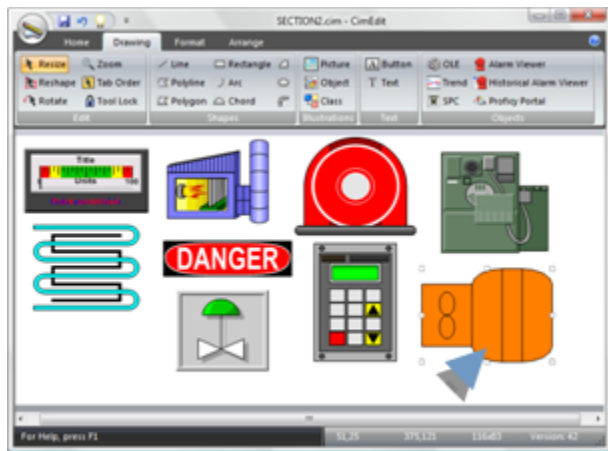 SECTION2.cim - CimEdit
Home Drawing Format Arrange
Resize Zoom Line Rectangle Picture Button OLE Alarm Viewer
Reshape Tab Order Polyline Arc Object Text Trend Historical Alarm Viewer
Rotate Tool Lock Polygon Chord Class SPC Proficy Portal
Edit Shapes Illustrations Text Objects
Title
Units 100
DANGER
For Help, press F1 51,25 375,121 Version: 42